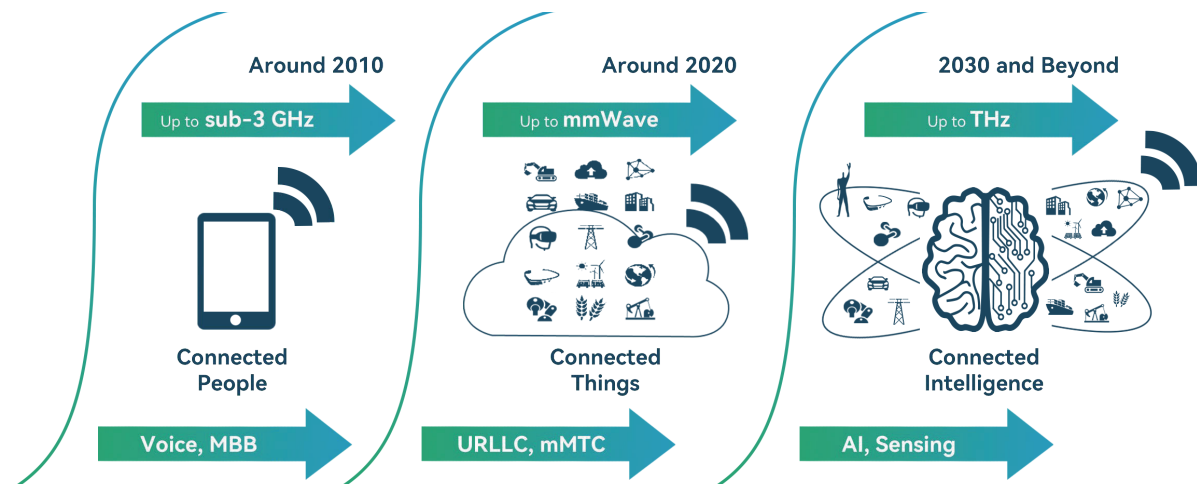 Around 2010
Up to sub-3 GHz
Connected
People
Voice, MBB
Around 2020
Up to mmWave
Connected
Things
URLLC, mMTC
2030 and Beyond
Up to THz
Connected
Intelligence
AI, Sensing